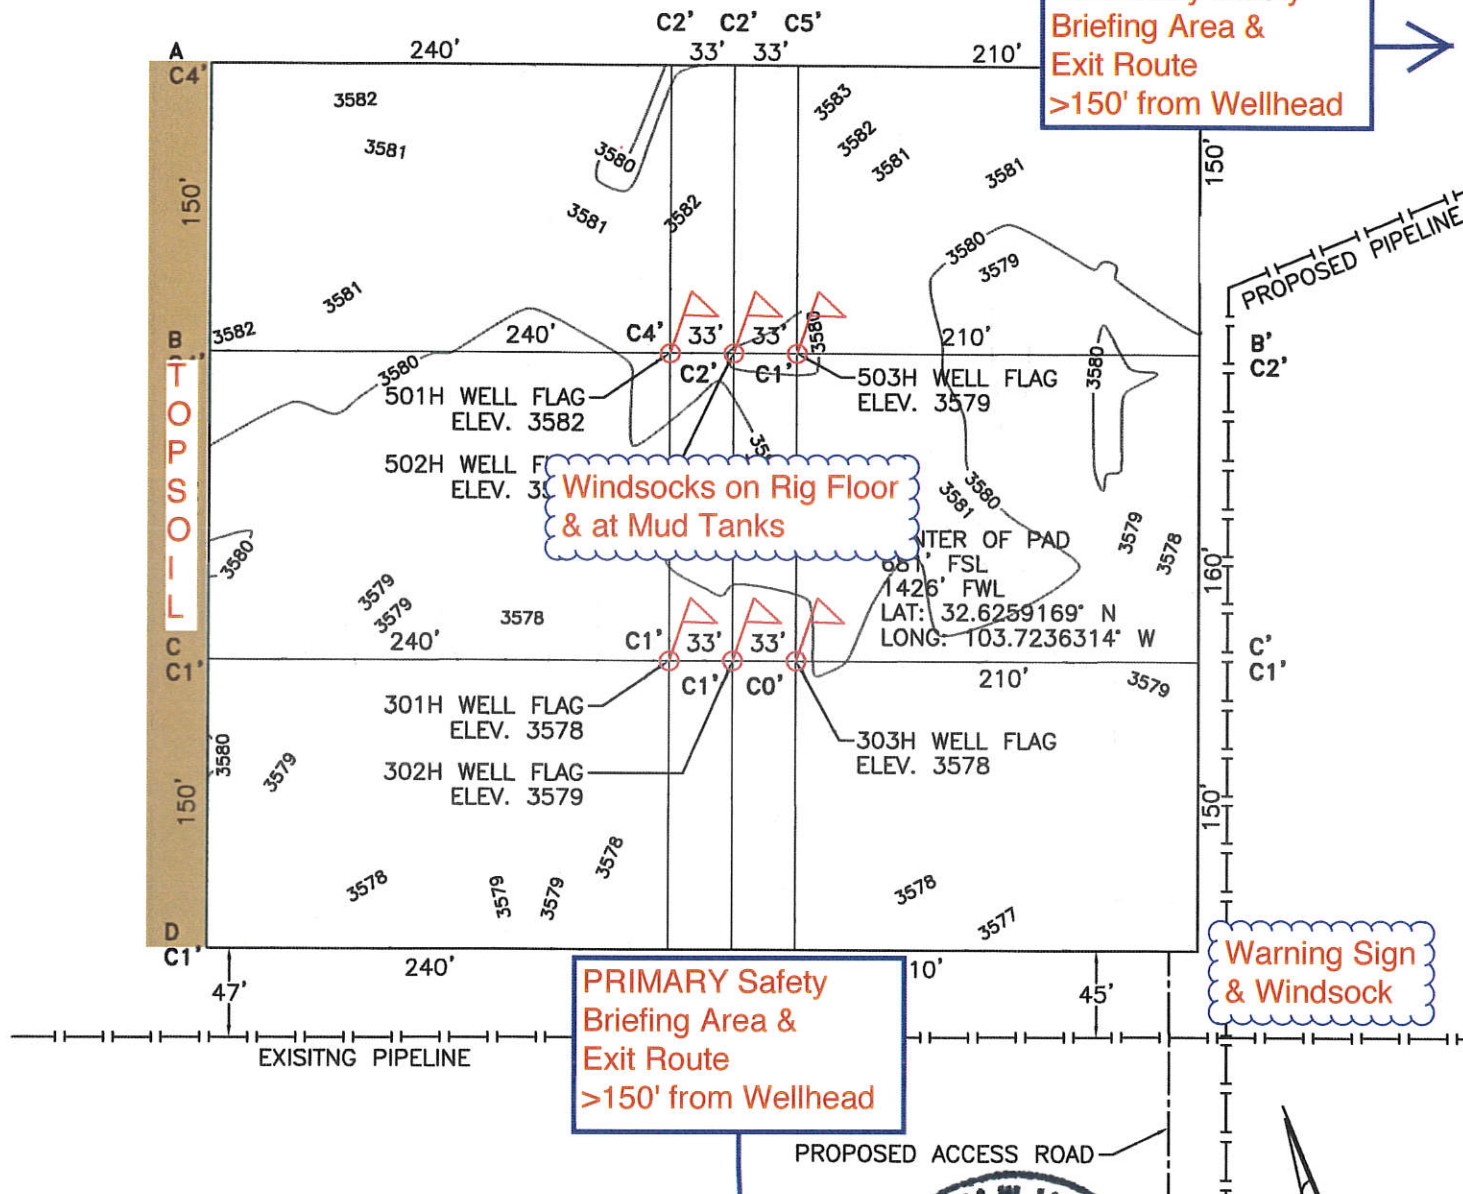 C2' C2' C5'
240' 33' 33' 210'
A
C4'
Briefing Area &
Exit Route
>150' from Wellhead
3582
3581
3580
3581
3582
3583
3582
3581
3581
150'
150'
3580
3579
PROPOSED PIPELINE
3581
3582
B
240' C4' 33' 33' 3580 210'
B'
C2'
C2' C1'
3580
3580
501H WELL FLAG
ELEV. 3582
503H WELL FLAG
ELEV. 3579
TOPSOIL
502H WELL
ELEV.
Windsocks on Rig Floor
& at Mud Tanks
3580
3581
3579
3578
160'
OF PAD
FSL
1426' FWL
LAT: 32.6259169° N
LONG: 103.7236314° W
3580
3579
3579
3578
C
C1'
240' C1' 33' 33'
C1' C0' 210'
C'
C1'
3579
301H WELL FLAG
ELEV. 3578
302H WELL FLAG
ELEV. 3579
303H WELL FLAG
ELEV. 3578
3580
3579
150'
150'
3578
3579
3579
3578
3578
3577
D
C1'
240' 10'
47'
45'
Warning Sign
& Windsock
PRIMARY Safety
Briefing Area &
Exit Route
>150' from Wellhead
EXISITNG PIPELINE
PROPOSED ACCESS ROAD